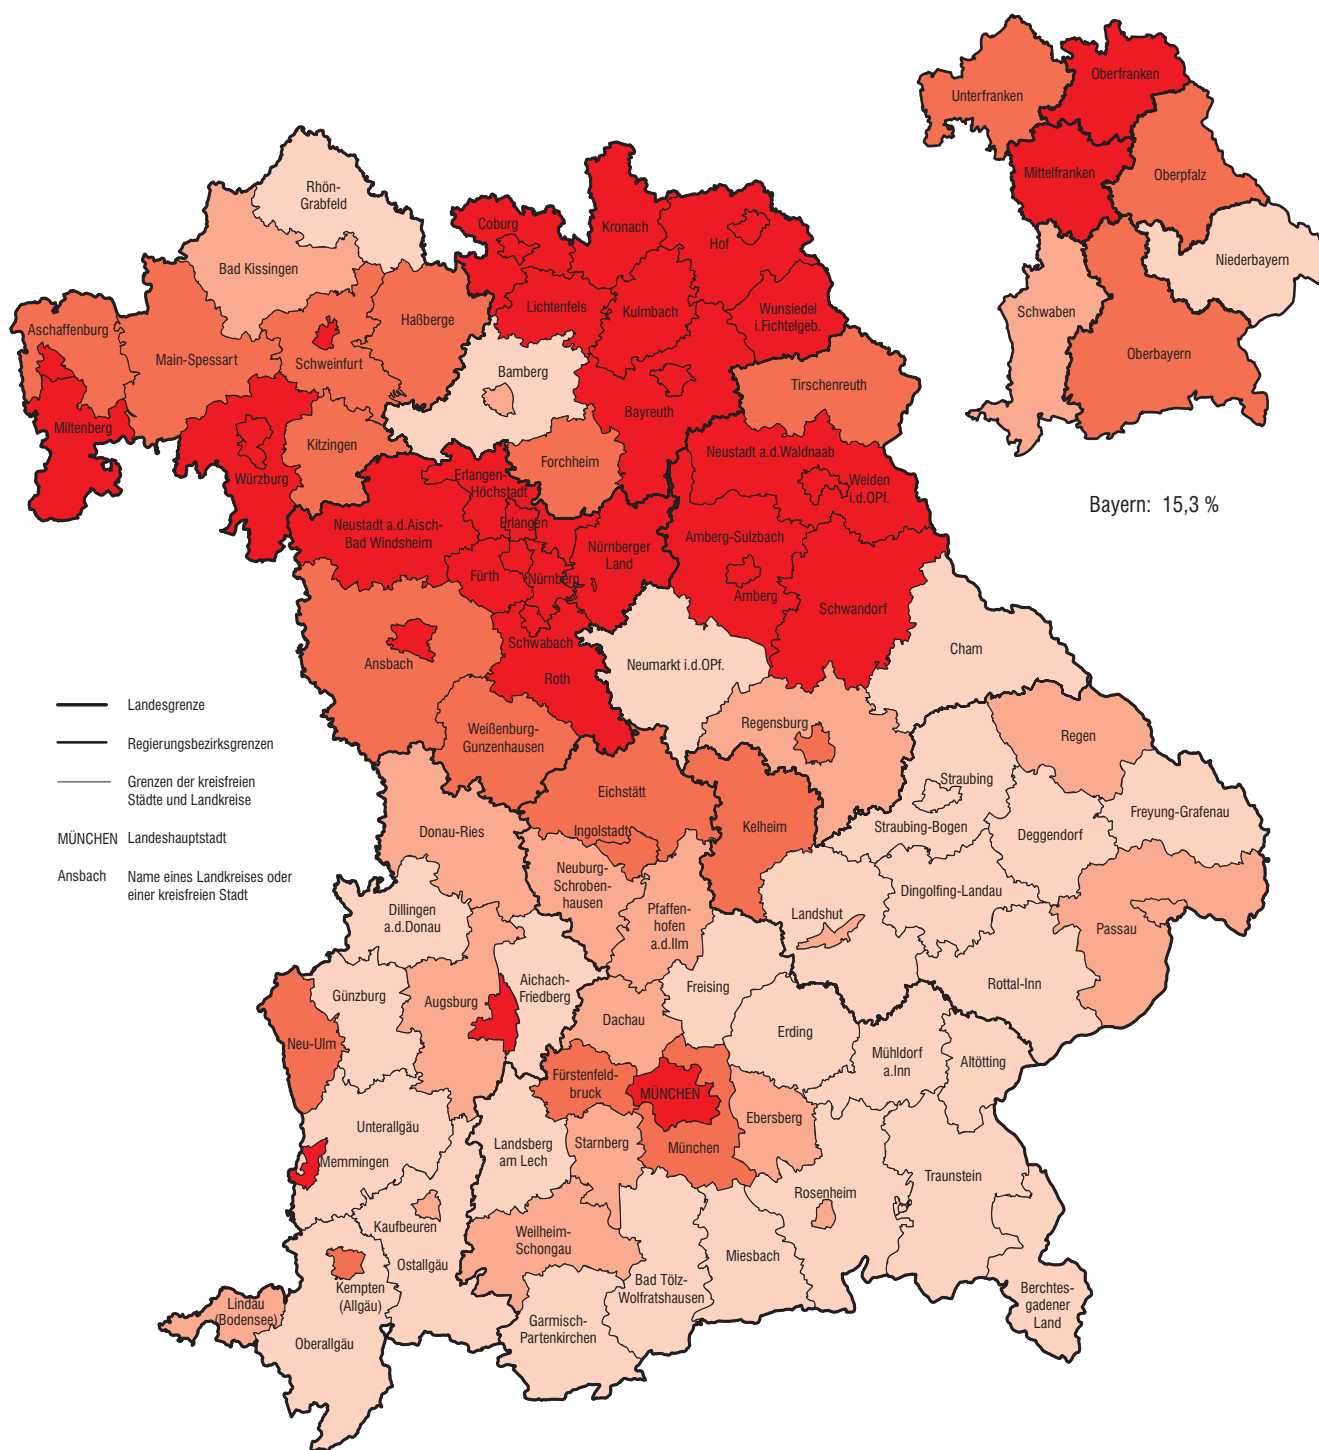 Oberfranken
Unterfranken
Mittelfranken
Oberpfalz
Niederbayern
Schwaben
Oberbayern
Bayern: 15,3 %
Rhön-
Grabfeld
Coburg
Kronach
Hof
Bad Kissingen
Lichtenfels
Kulmbach
Wunsiedel
i.Fichtelgeb.
Aschaffenburg
Haßberge
Main-Spessart
Schweinfurt
Bamberg
Tirschenreuth
Miltenberg
Bayreuth
Kitzingen
Forchheim
Neustadt a.d.Waldnaab
Würzburg
Erlangen-
Höchstadt
Weiden
i.d.OPf.
Neustadt a.d.Aisch-
Bad Windsheim
Erlangen
Nürnberger
Land
Amberg-Sulzbach
Fürth
Nürnberg
Amberg
Schwandorf
Schwabach
Cham
Ansbach
Roth
Neumarkt i.d.OPf.
Landesgrenze
Regierungsbezirksgrenzen
Grenzen der kreisfreien
Städte und Landkreise
MÜNCHEN Landeshauptstadt
Ansbach Name eines Landkreises oder
einer kreisfreien Stadt
Weißenburg-
Gunzenhausen
Regensburg
Regen
Eichstätt
Straubing
Freyung-Grafenau
Donau-Ries
Ingolstadt
Kelheim
Straubing-Bogen
Deggendorf
Neuburg-
Schroben-
hausen
Dingolfing-Landau
Dillingen
a.d.Donau
Pfaffen-
hofen
a.d.Ilm
Landshut
Passau
Aichach-
Friedberg
Freising
Rottal-Inn
Günzburg
Augsburg
Dachau
Erding
Neu-Ulm
Mühldorf
a.Inn
Altötting
Fürstenfeld-
bruck
MÜNCHEN
Ebersberg
Unterallgäu
Landsberg
am Lech
Starnberg
München
Memmingen
Traunstein
Rosenheim
Kaufbeuren
Weilheim-
Schongau
Miesbach
Ostallgäu
Kempten
(Allgäu)
Bad Tölz-
Wolfratshausen
Berchtes-
gadener
Land
Lindau
(Bodensee)
Garmisch-
Partenkirchen
Oberallgäu